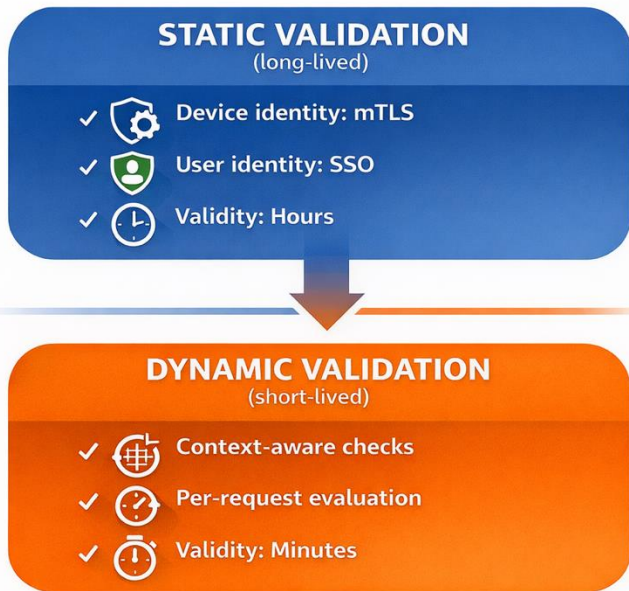 STATIC VALIDATION
(long-lived)
Device identity: mTLS
User identity: SSO
Validity: Hours
DYNAMIC VALIDATION
(short-lived)
Context-aware checks
Per-request evaluation
Validity: Minutes